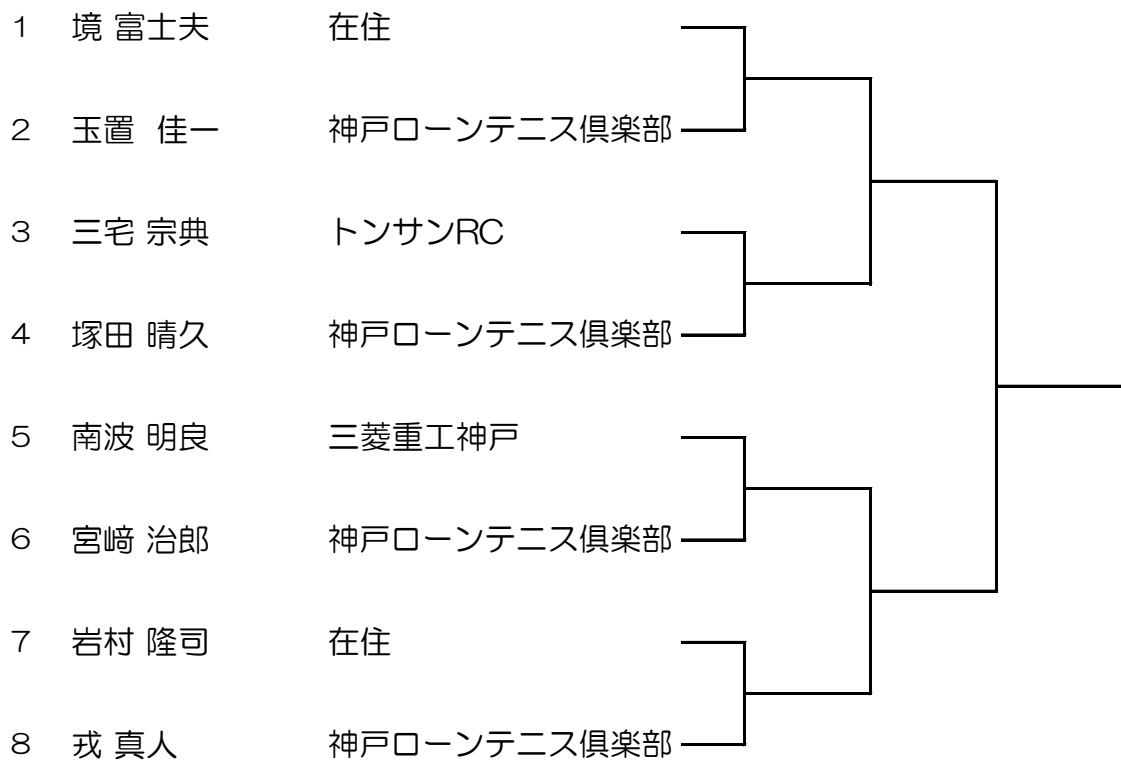 1 境 富士夫 在住
2 玉置 佳一 神戸ローンテニス倶楽部
3 三宅 宗典 トンサンRC
4 塚田 晴久 神戸ローンテニス倶楽部
5 南波 明良 三菱重工神戸
6 宮﨑 治郎 神戸ローンテニス倶楽部
7 岩村 隆司 在住
8 戎 真人 神戸ローンテニス倶楽部